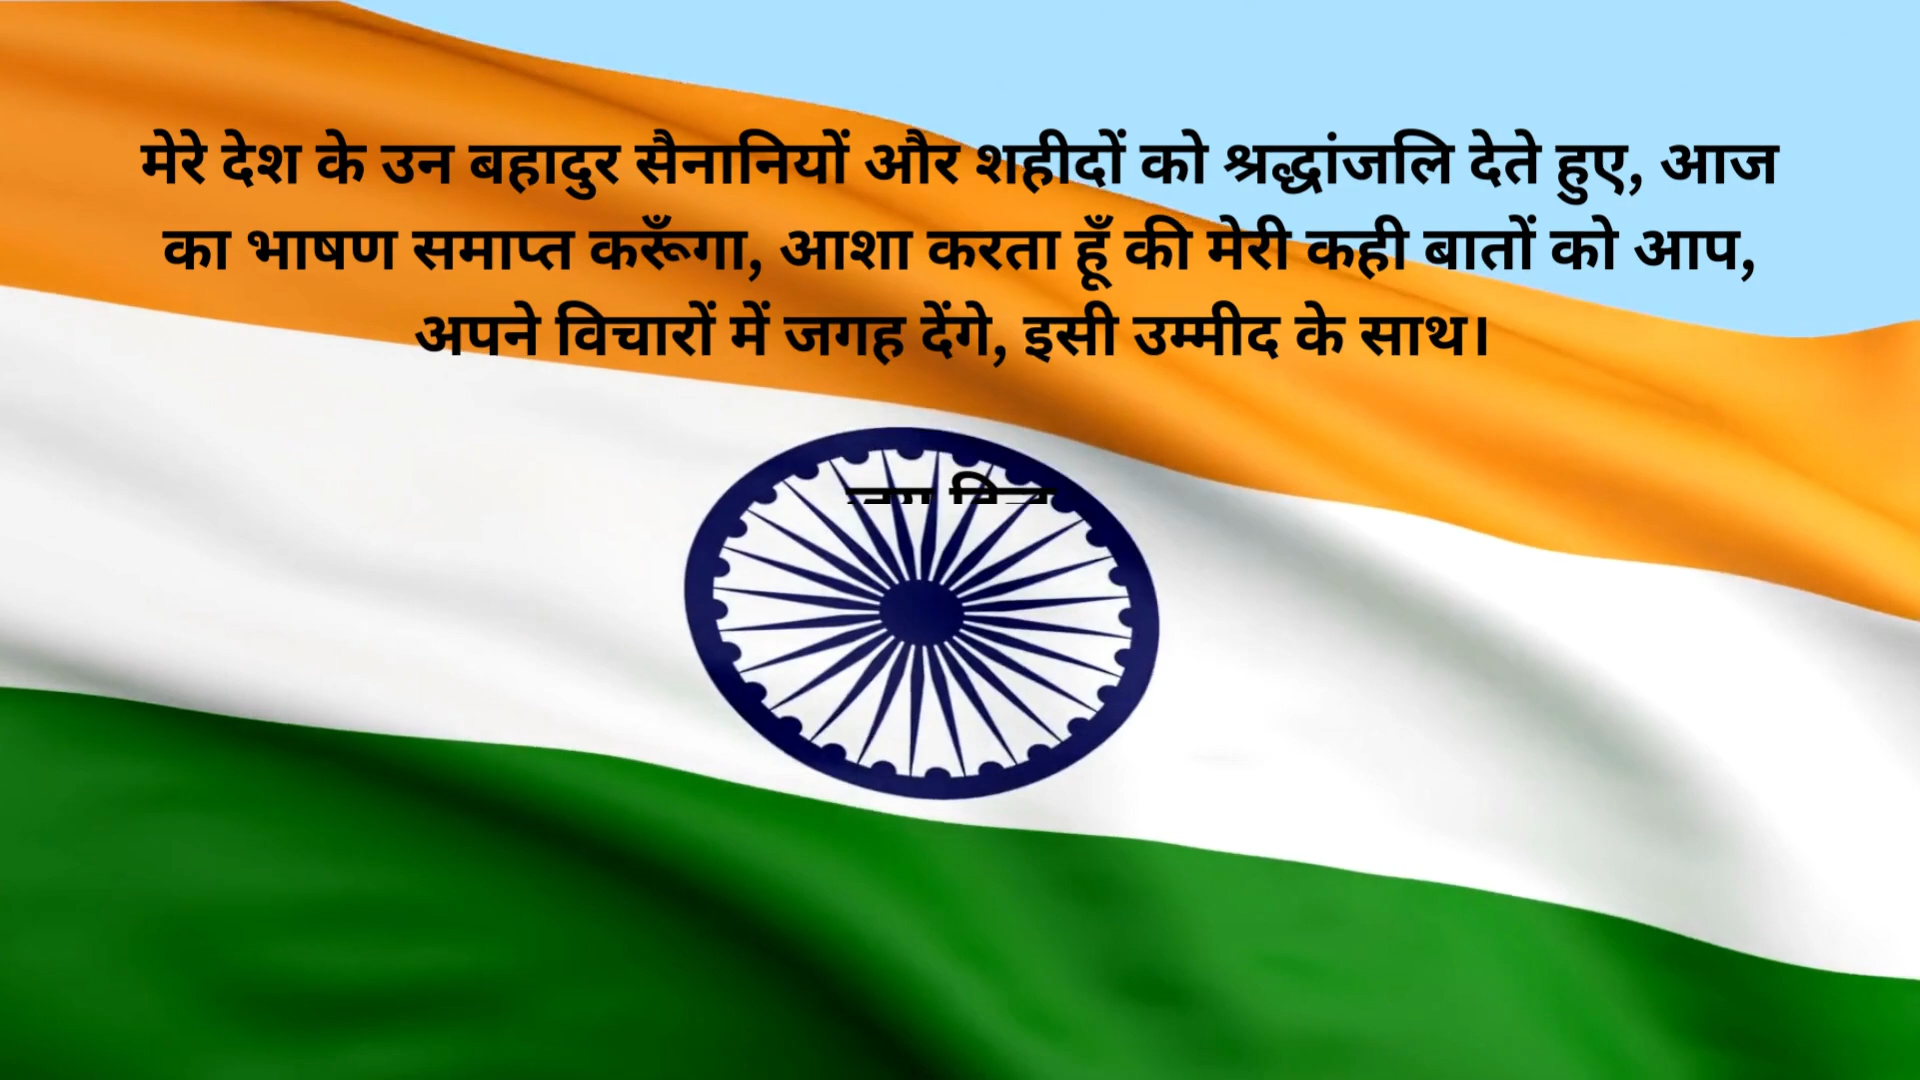 मेरे देश के उन बहादुर सैनानियों और शहीदों को श्रद्धांजलि देते हुए, आज
का भाषण समाप्त करूँगा, आशा करता हूँ की मेरी कही बातों को आप,
अपने विचारों में जगह देंगे, इसी उम्मीद के साथ।